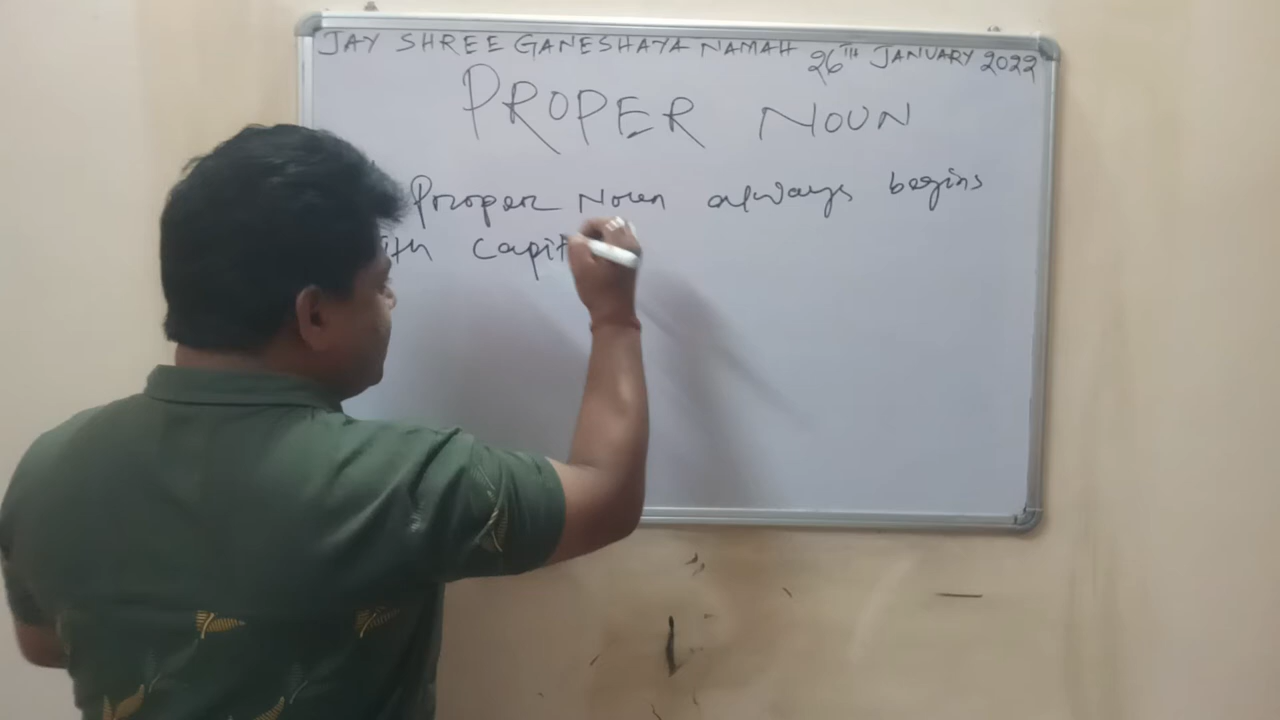 JAY SHREE GANESHAYA NAMAH 26TH JANUARY 2022
PROPER NOUN
Proper Noun always begins
ith capit